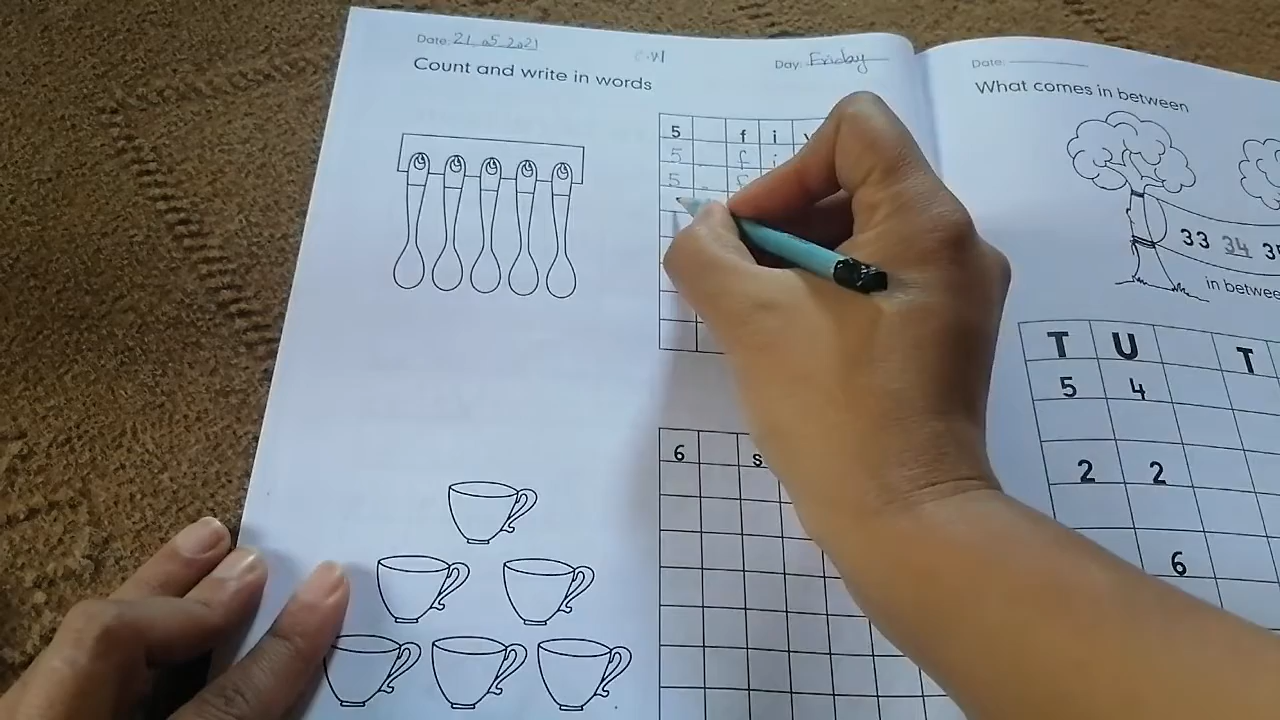 Date: 21 05 2021
Day: Friday
Count and write in words
5 f i
5 - f i
5 - f
6 s
Date:
What comes in between
33 34 3
in betwee
T U T
5 4
2 2
6